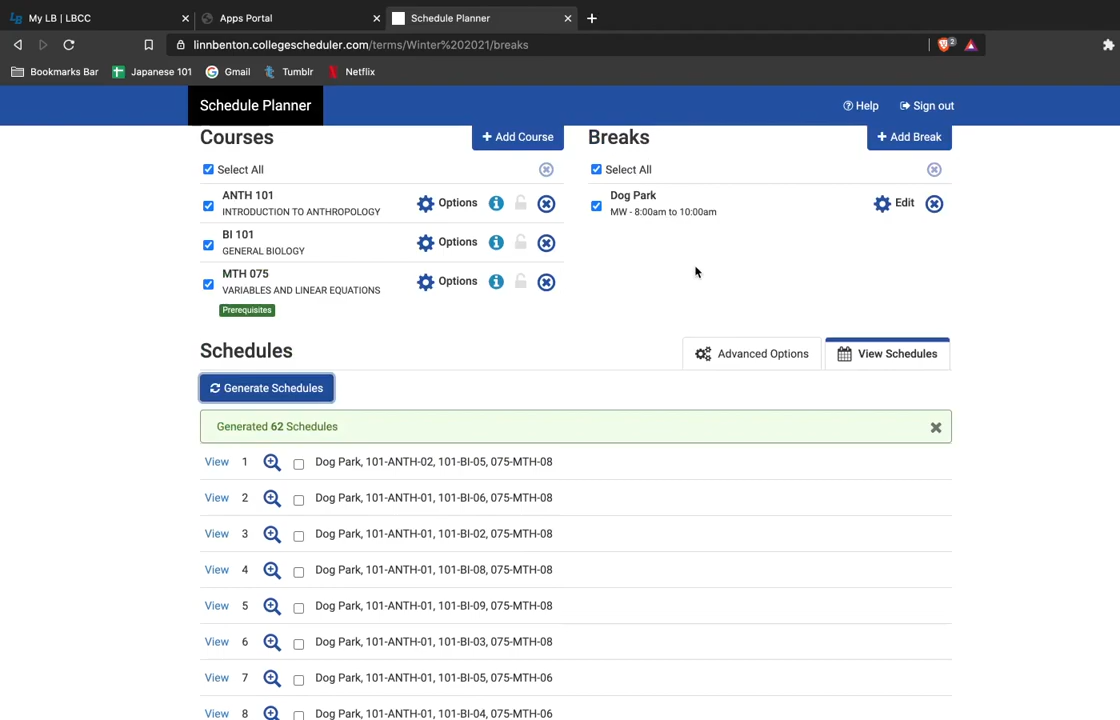 My LB | LBCC
Apps Portal
Schedule Planner
linnbenton.collegescheduler.com/terms/Winter%202021/breaks
2
Bookmarks Bar
Japanese 101
Gmail
Tumblr
Netflix
Schedule Planner
Help
Sign out
Courses
+ Add Course
Select All
ANTH 101
INTRODUCTION TO ANTHROPOLOGY
Options
BI 101
GENERAL BIOLOGY
Options
MTH 075
VARIABLES AND LINEAR EQUATIONS
Options
Prerequisites
Breaks
+ Add Break
Select All
Dog Park
MW - 8:00am to 10:00am
Edit
Schedules
Advanced Options
View Schedules
Generate Schedules
Generated 62 Schedules
View 1 Dog Park, 101-ANTH-02, 101-BI-05, 075-MTH-08
View 2 Dog Park, 101-ANTH-01, 101-BI-06, 075-MTH-08
View 3 Dog Park, 101-ANTH-01, 101-BI-02, 075-MTH-08
View 4 Dog Park, 101-ANTH-01, 101-BI-08, 075-MTH-08
View 5 Dog Park, 101-ANTH-01, 101-BI-09, 075-MTH-08
View 6 Dog Park, 101-ANTH-01, 101-BI-03, 075-MTH-08
View 7 Dog Park, 101-ANTH-01, 101-BI-05, 075-MTH-06
View 8 Dog Park, 101-ANTH-01, 101-BI-04, 075-MTH-06